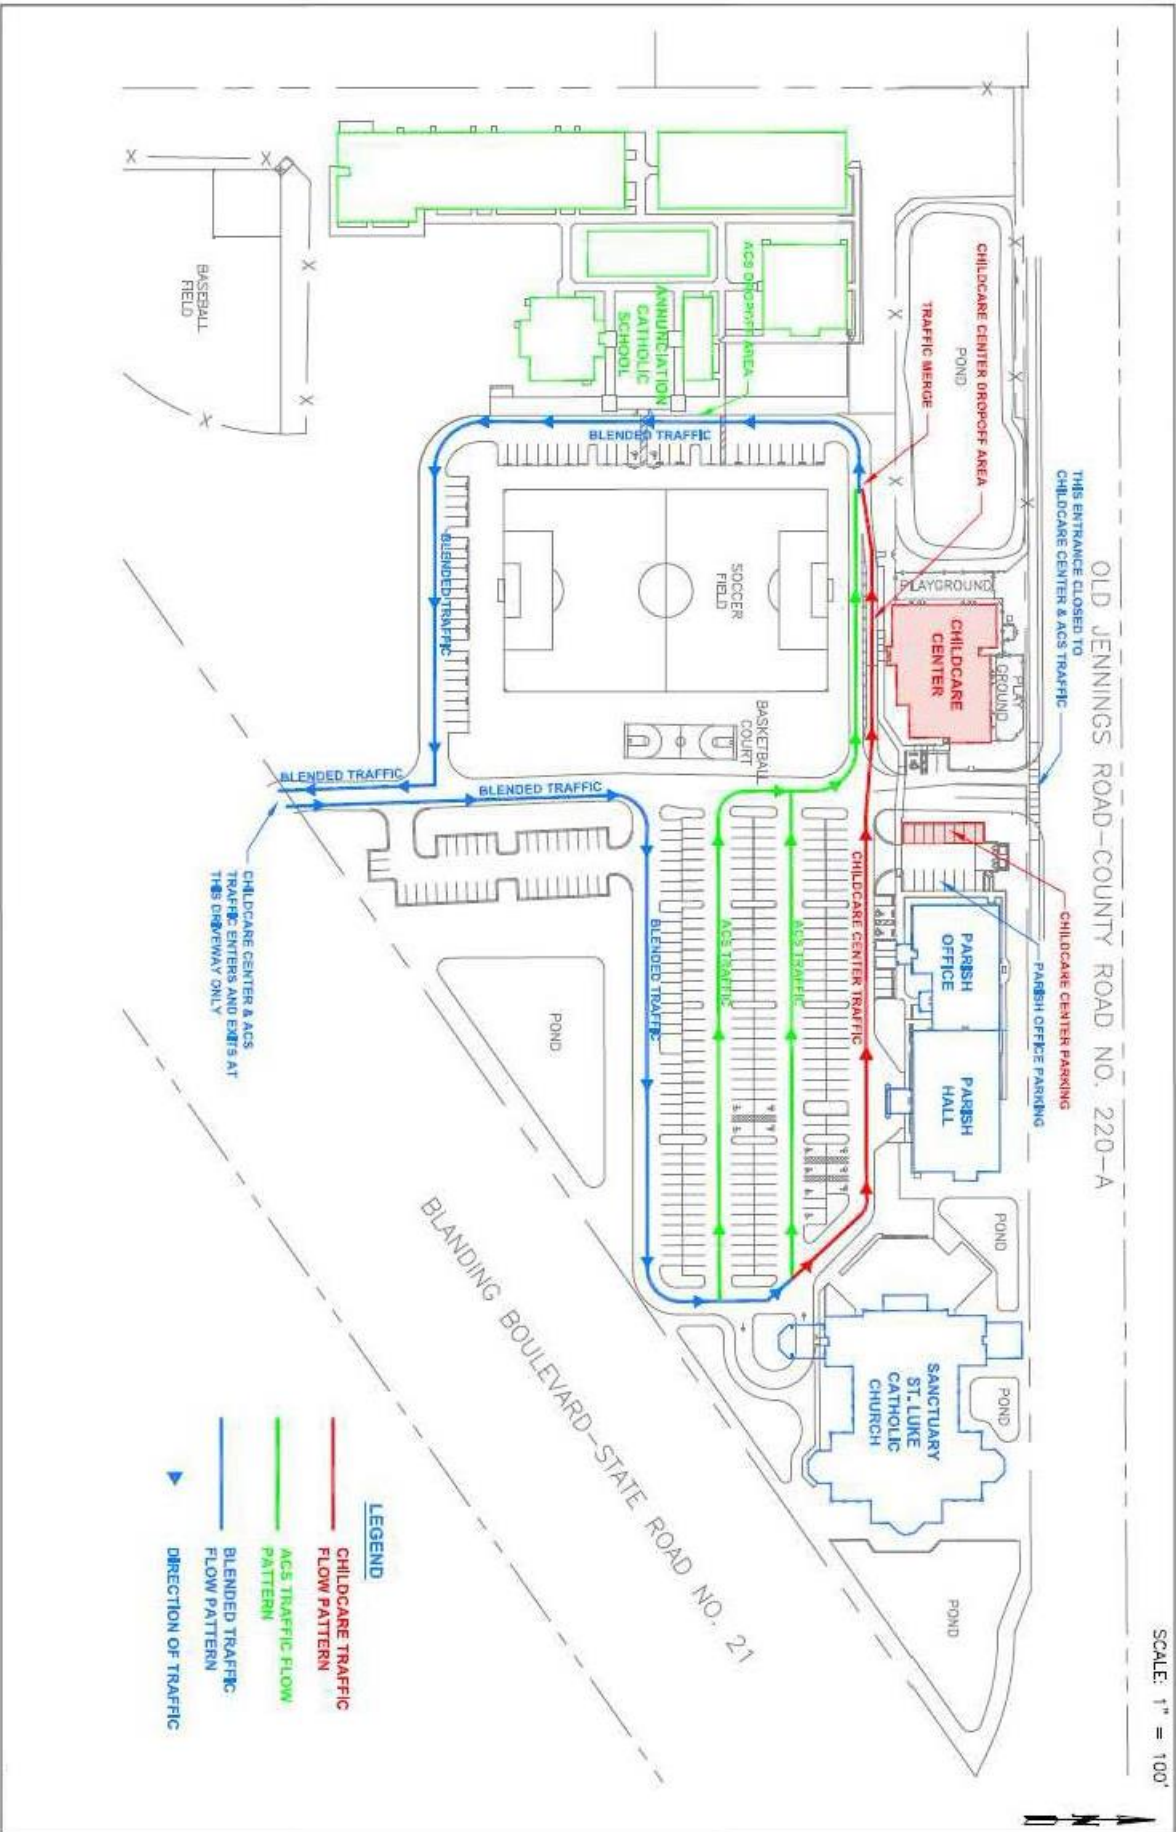 SCALE: 1" = 100'
N
OLD JENNINGS ROAD-COUNTY ROAD NO. 220-A
THIS ENTRANCE CLOSED TO
CHILDCARE CENTER & ACS TRAFFIC
CHILDCARE CENTER DROPOFF AREA
TRAFFIC MERGE
POND
PLAYGROUND
PLAY
GROUND
CHILDCARE
CENTER
CHILDCARE CENTER PARKING
PARISH OFFICE PARKING
PARISH
OFFICE
PARISH
HALL
POND
POND
SANCTUARY
ST. LUKE
CATHOLIC
CHURCH
POND
ACS DROPOFF AREA
ANNUNCIATION
CATHOLIC
SCHOOL
BLENDED TRAFFIC
SOCCER
FIELD
BASKETBALL
COURT
CHILDCARE CENTER TRAFFIC
ACS TRAFFIC
ACS TRAFFIC
BLENDED TRAFFIC
BLENDED TRAFFIC
BLENDED TRAFFIC
BLENDED TRAFFIC
BASEBALL
FIELD
POND
CHILDCARE CENTER & ACS
TRAFFIC ENTERS AND EXITS AT
THIS DRIVEWAY ONLY
BLANDING BOULEVARD-STATE ROAD NO. 21
LEGEND
CHILDCARE TRAFFIC
FLOW PATTERN
ACS TRAFFIC FLOW
PATTERN
BLENDED TRAFFIC
FLOW PATTERN
DIRECTION OF TRAFFIC